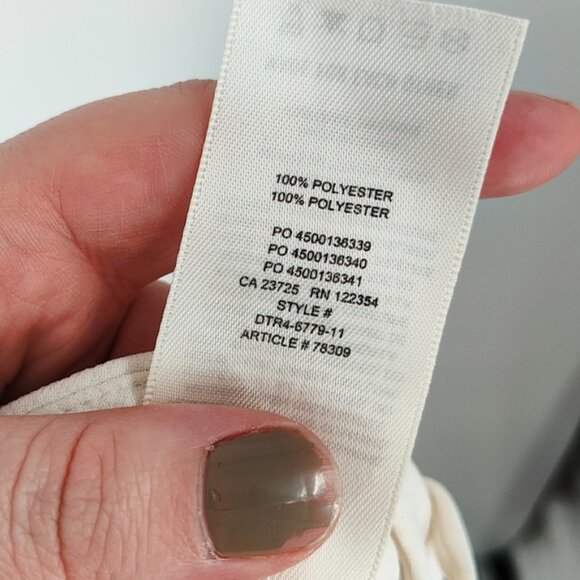 100% POLYESTER
100% POLYESTER
PO 4500136339
PO 4500136340
PO 4500136341
CA 23725 RN 122354
STYLE #
DTR4-6779-11
ARTICLE # 78309